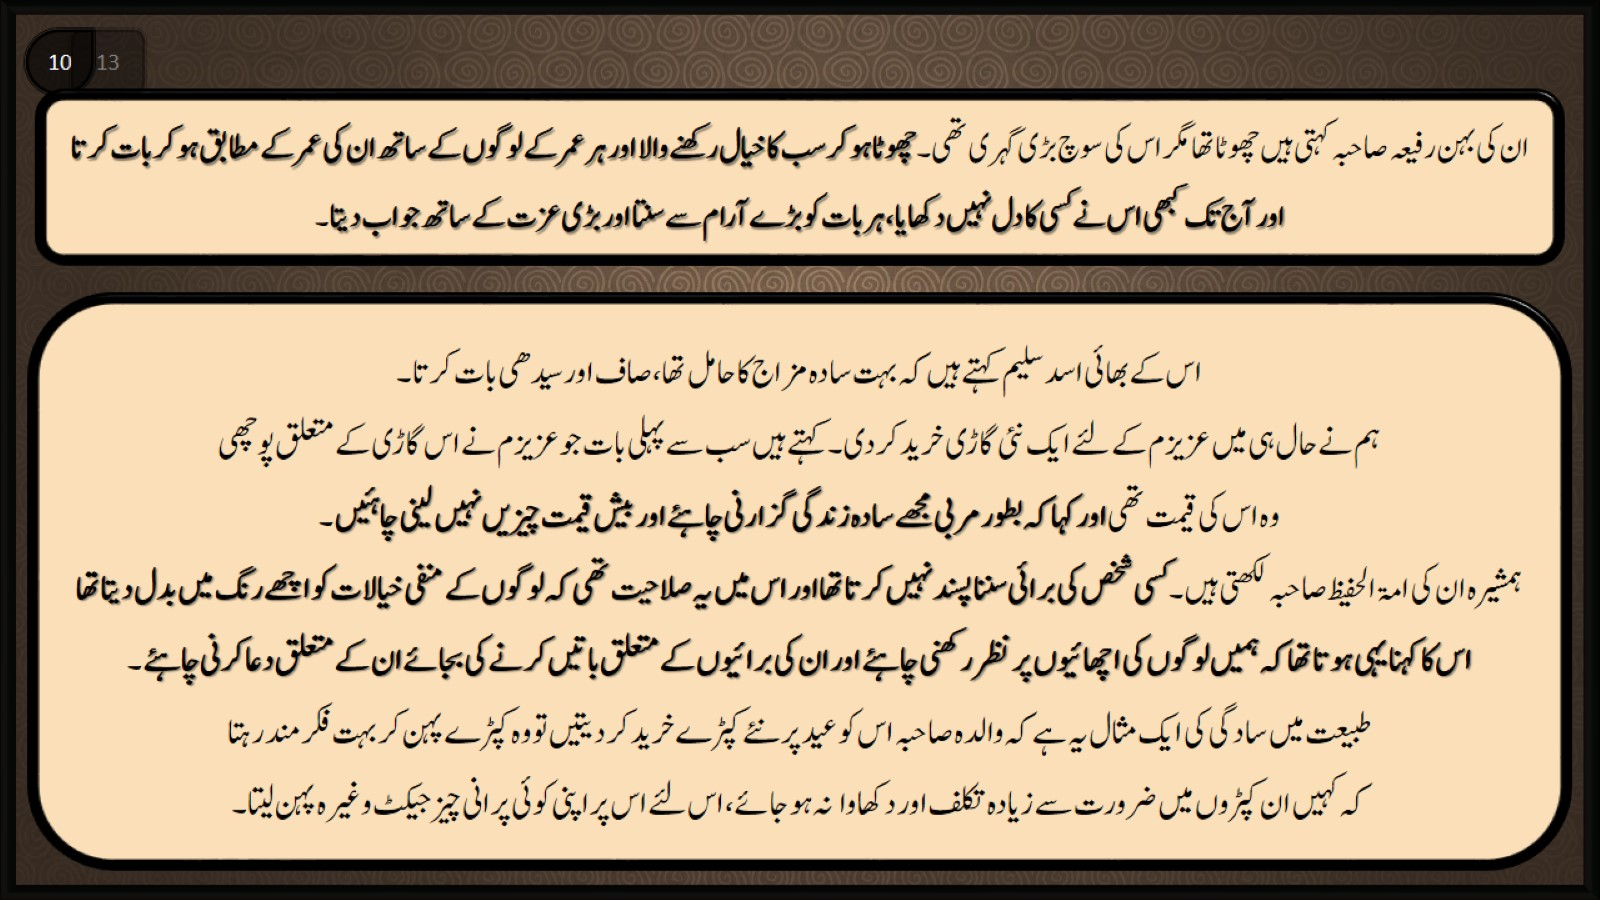 10 13
ان کی بہن رفیعہ صاحبہ کہتی ہیں چھوٹا تھا مگر اس کی سوچ بڑی گہری تھی۔ چھوٹا ہو کر سب کا خیال رکھنے والا اور ہر عمر کے لوگوں کے ساتھ ان کی عمر کے مطابق ہو کر بات کرتا
اور آج تک کبھی اس نے کسی کا دل نہیں دکھایا، ہر بات کو بڑے آرام سے سنتا اور بڑی عزت کے ساتھ جواب دیتا۔
اس کے بھائی اسد سلیم کہتے ہیں کہ بہت سادہ مزاج کا حامل تھا، صاف اور سیدھی بات کرتا۔
ہم نے حال ہی میں عزیزم کے لئے ایک نئی گاڑی خرید کر دی۔ کہتے ہیں سب سے پہلی بات جو عزیزم نے اس گاڑی کے متعلق پوچھی
وہ اس کی قیمت تھی اور کہا کہ بطور مربی مجھے سادہ زندگی گزارنی چاہئے اور بیش قیمت چیزیں نہیں لینی چاہئیں۔
ہمشیرہ ان کی امۃ الحفیظ صاحبہ لکھتی ہیں۔ کسی شخص کی برائی سننا پسند نہیں کرتا تھا اور اس میں یہ صلاحیت تھی کہ لوگوں کے منفی خیالات کو اچھے رنگ میں بدل دیتا تھا
اس کا کہنا یہی ہوتا تھا کہ ہمیں لوگوں کی اچھائیوں پر نظر رکھنی چاہئے اور ان کی برائیوں کے متعلق باتیں کرنے کی بجائے ان کے متعلق دعا کرنی چاہئے۔
طبیعت میں سادگی کی ایک مثال یہ ہے کہ والدہ صاحبہ اس کو عید پر نئے کپڑے خرید کر دیتیں تو وہ کپڑے پہن کر بہت فکر مند رہتا
کہ کہیں ان کپڑوں میں ضرورت سے زیادہ تکلف اور دکھاوا نہ ہو جائے، اس لئے اس پر اپنی کوئی پرانی چیز جیکٹ وغیرہ پہن لیتا۔